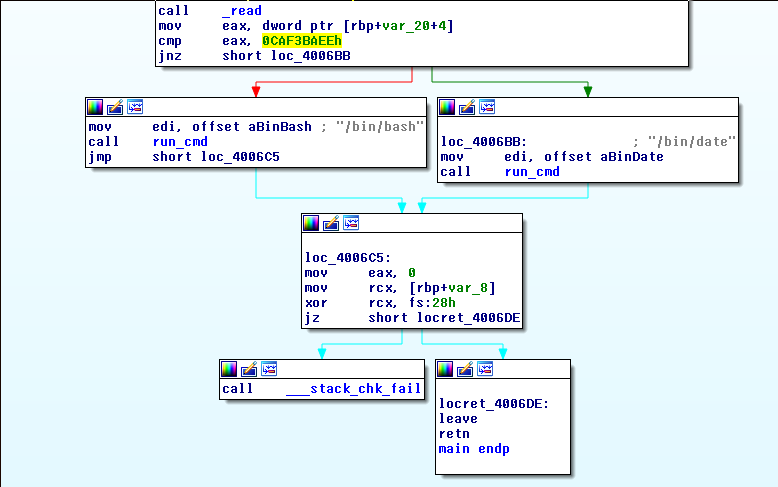 call    _read
mov     eax, dword ptr [rbp+var_20+4]
cmp     eax, 0CAF3BAEEh
jnz     short loc_4006BB
mov     edi, offset aBinBash ; "/bin/bash"
call    run_cmd
jmp     short loc_4006C5
loc_4006BB:             ; "/bin/date"
mov     edi, offset aBinDate
call    run_cmd
loc_4006C5:
mov     eax, 0
mov     rcx, [rbp+var_8]
xor     rcx, fs:28h
jz      short locret_4006DE
call    ___stack_chk_fail
locret_4006DE:
leave
retn
main endp